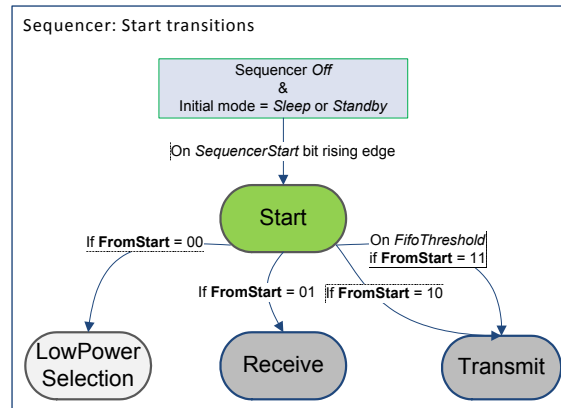 Sequencer: Start transitions
Sequencer Off
&
Initial mode = Sleep or Standby
On SequencerStart bit rising edge
Start
If FromStart = 00
On FifoThreshold
if FromStart = 11
If FromStart = 01
If FromStart = 10
LowPower
Selection
Receive
Transmit